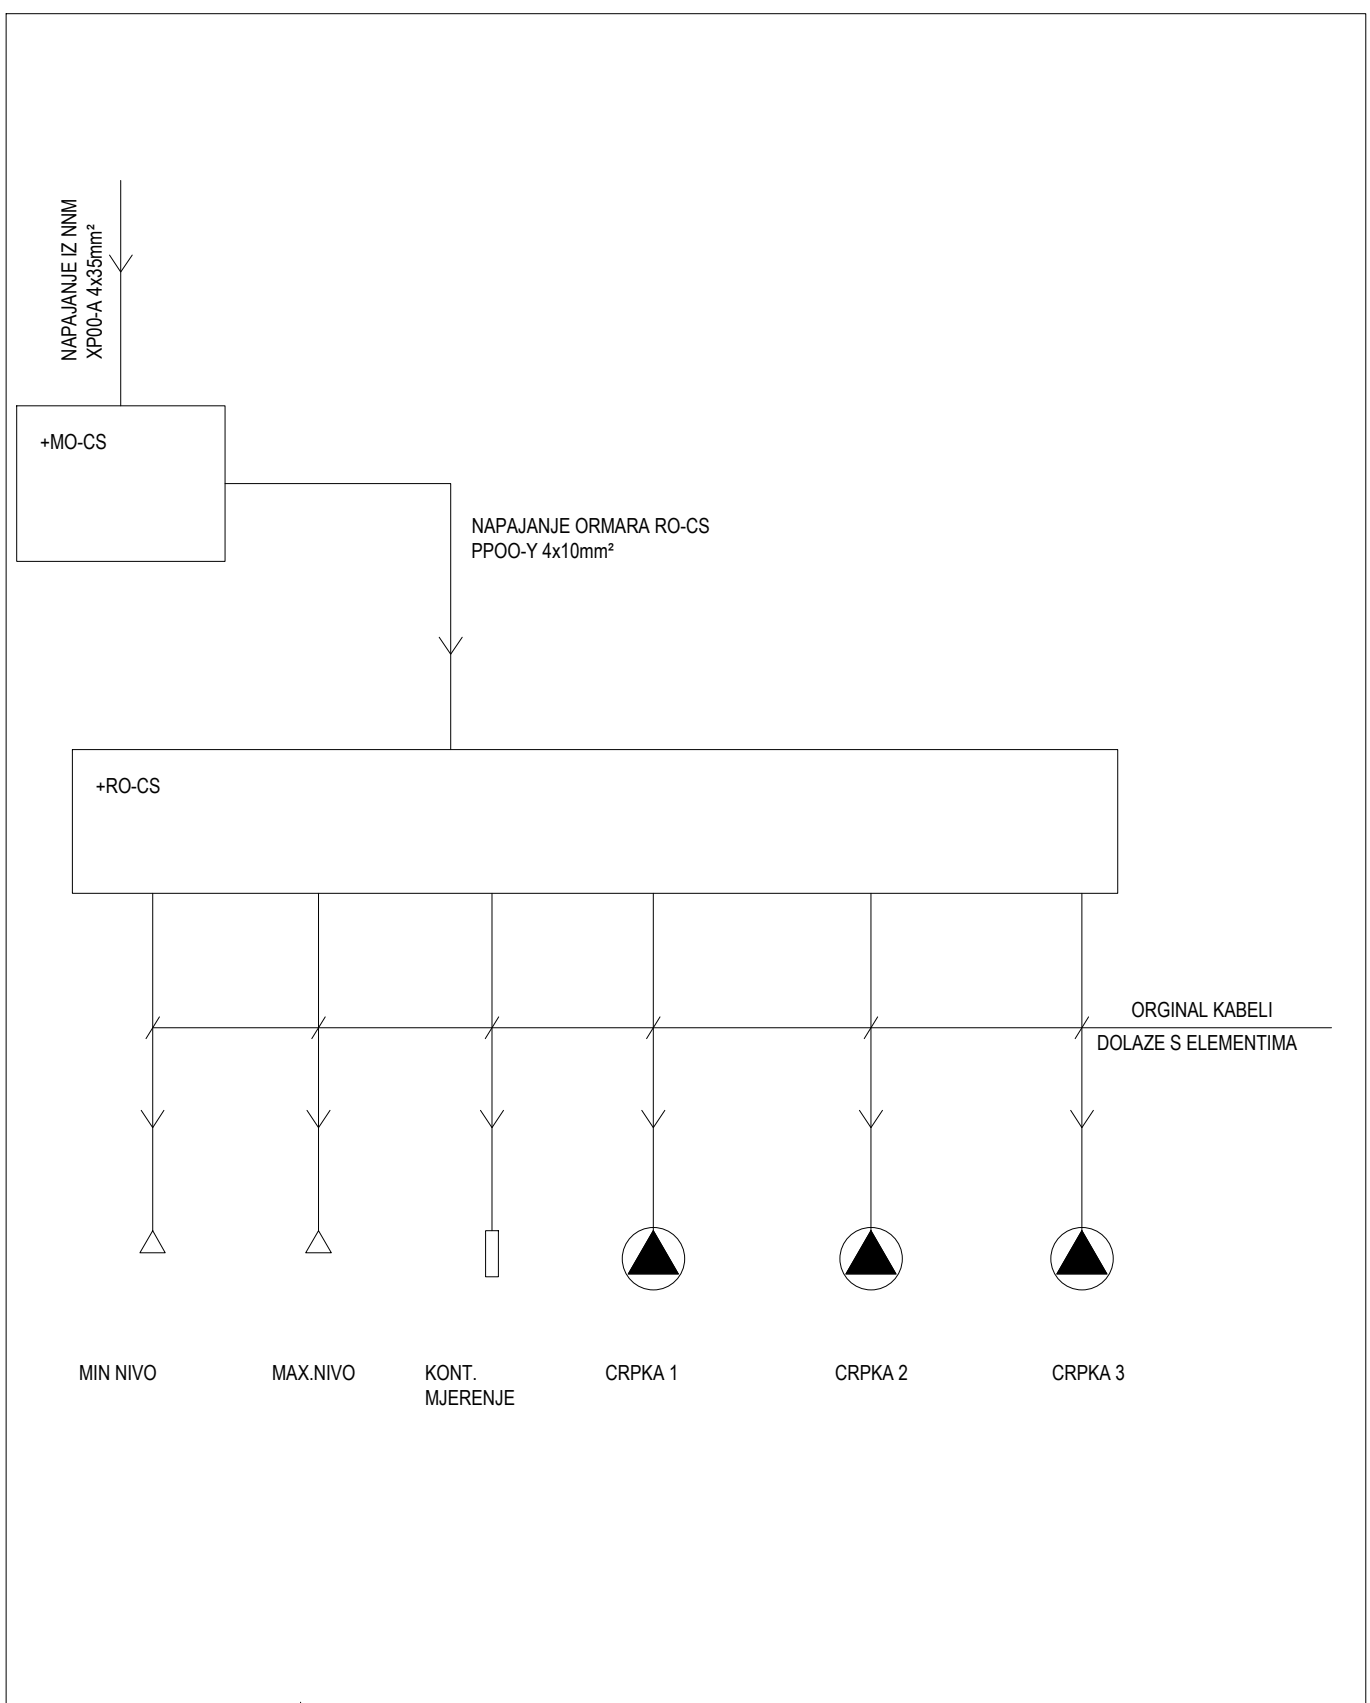 NAPAJANJE IZ NNM
XP00-A 4x35mm²
+MO-CS
NAPAJANJE ORMARA RO-CS
PPOO-Y 4x10mm²
+RO-CS
ORGINAL KABELI
DOLAZE S ELEMENTIMA
MIN NIVO
MAX.NIVO
KONT.
MJERENJE
CRPKA 1
CRPKA 2
CRPKA 3